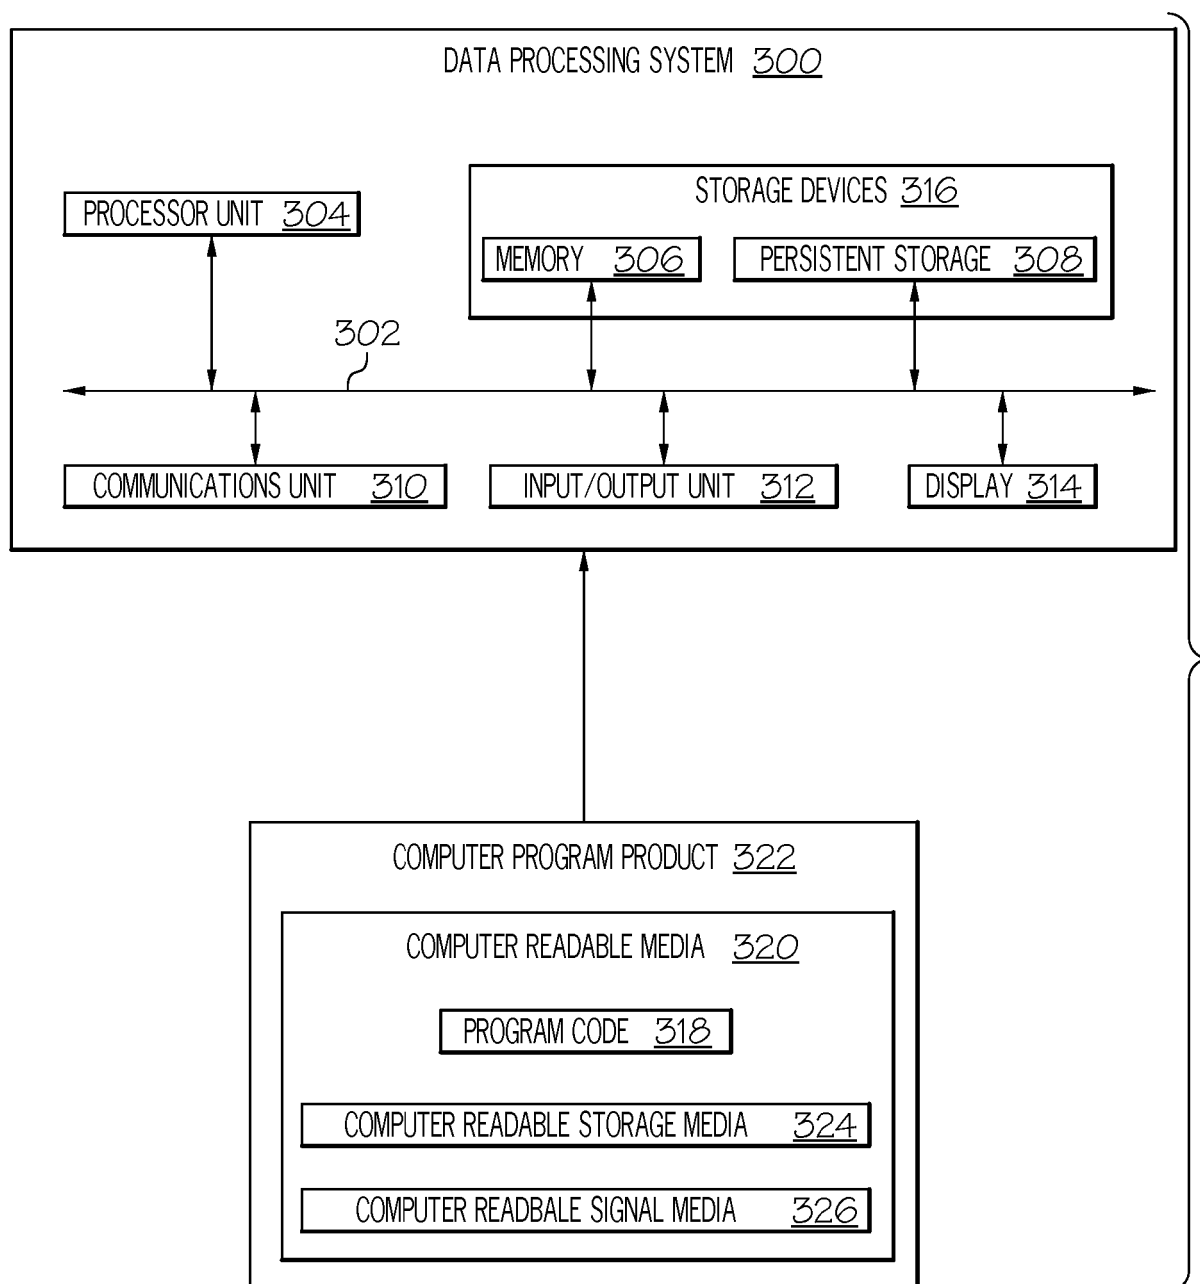 DATA PROCESSING SYSTEM 300
STORAGE DEVICES 316
PROCESSOR UNIT 304
MEMORY 306
PERSISTENT STORAGE 308
302
COMMUNICATIONS UNIT 310
INPUT/OUTPUT UNIT 312
DISPLAY 314
COMPUTER PROGRAM PRODUCT 322
COMPUTER READABLE MEDIA 320
PROGRAM CODE 318
COMPUTER READABLE STORAGE MEDIA 324
COMPUTER READBALE SIGNAL MEDIA 326